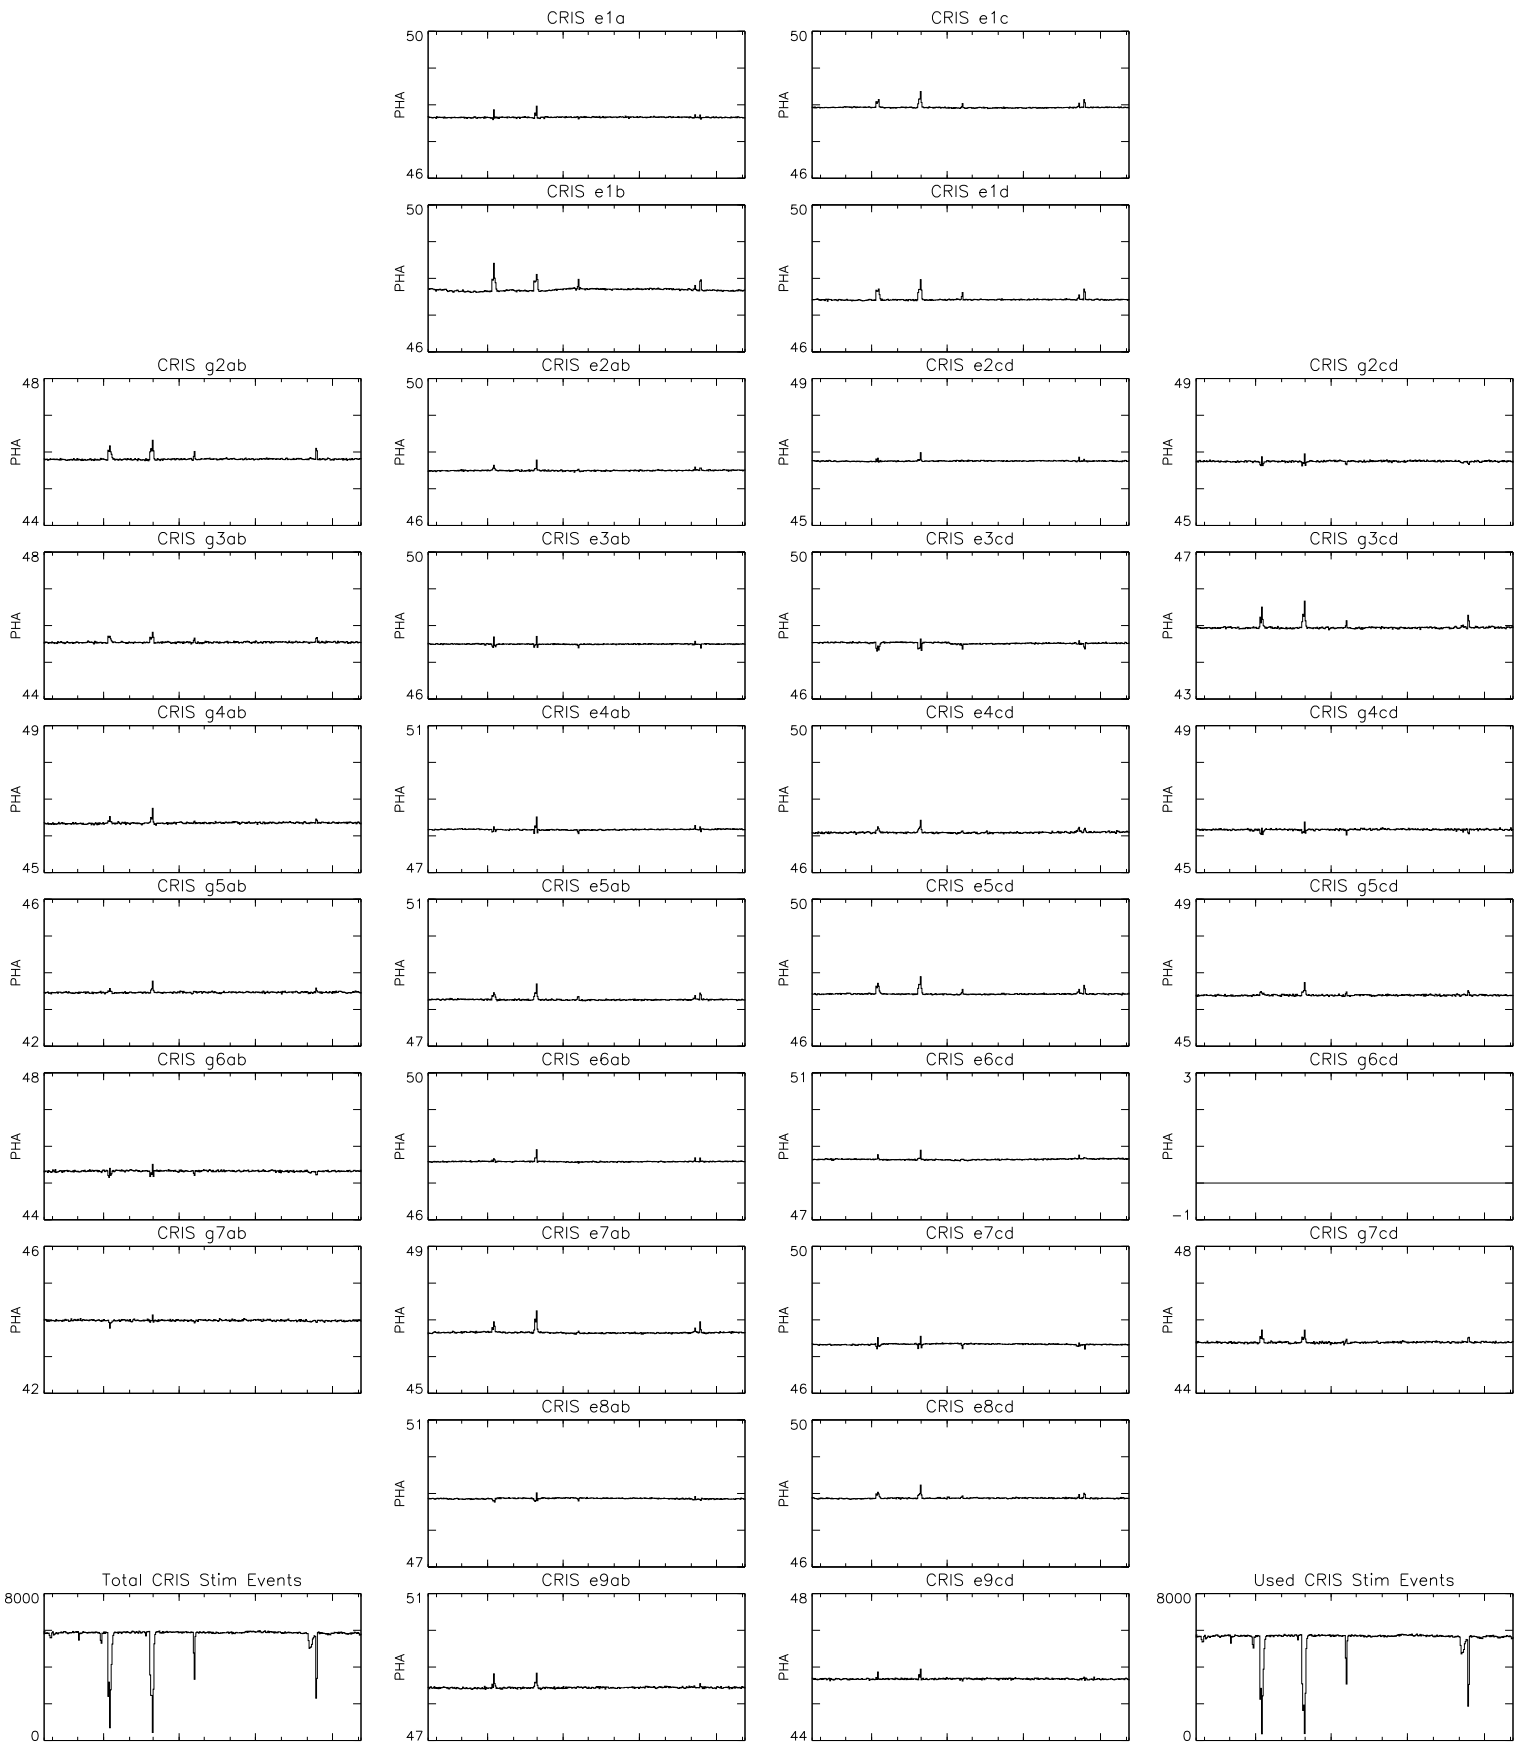 CRIS e1a
CRIS e1c
50
PHA
46
50
PHA
46
CRIS e1b
CRIS e1d
50
PHA
46
50
PHA
46
CRIS g2ab
CRIS e2ab
CRIS e2cd
CRIS g2cd
48
PHA
44
50
PHA
46
49
PHA
45
49
PHA
45
CRIS g3ab
CRIS e3ab
CRIS e3cd
CRIS g3cd
48
PHA
44
50
PHA
46
50
PHA
46
47
PHA
43
CRIS g4ab
CRIS e4ab
CRIS e4cd
CRIS g4cd
49
PHA
45
51
PHA
47
50
PHA
46
49
PHA
45
CRIS g5ab
CRIS e5ab
CRIS e5cd
CRIS g5cd
46
PHA
42
51
PHA
47
50
PHA
46
49
PHA
45
CRIS g6ab
CRIS e6ab
CRIS e6cd
CRIS g6cd
48
PHA
44
50
PHA
46
51
PHA
47
3
PHA
-1
CRIS g7ab
CRIS e7ab
CRIS e7cd
CRIS g7cd
46
PHA
42
49
PHA
45
50
PHA
46
48
PHA
44
CRIS e8ab
CRIS e8cd
51
PHA
47
50
PHA
46
Total CRIS Stim Events
CRIS e9ab
CRIS e9cd
Used CRIS Stim Events
8000
0
51
PHA
47
48
PHA
44
8000
0